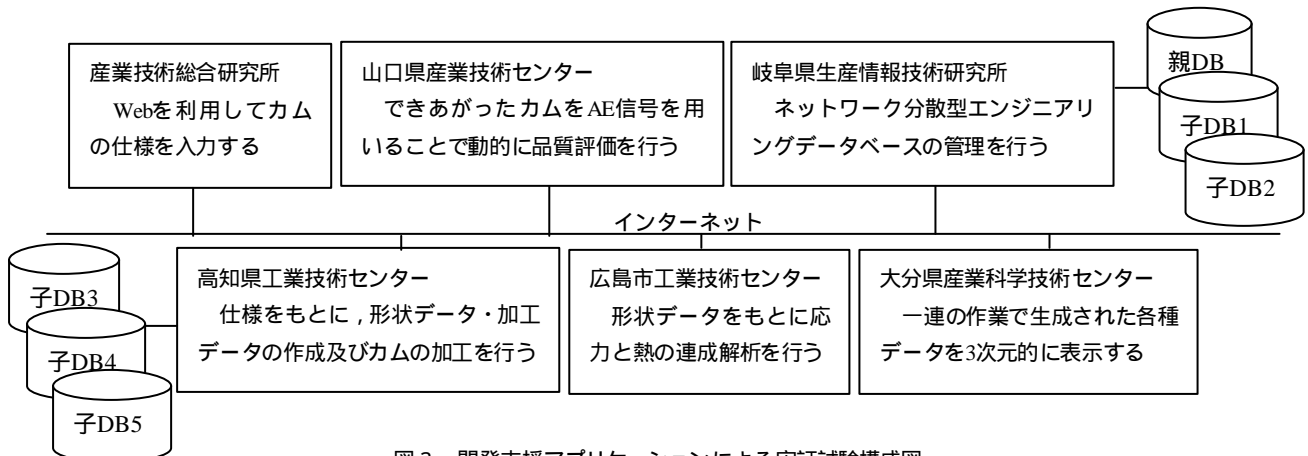 産業技術総合研究所
Webを利用してカム
の仕様を入力する
山口県産業技術センター
できあがったカムをAE信号を用
いることで動的に品質評価を行う
岐阜県生産情報技術研究所
ネットワーク分散型エンジニアリ
ングデータベースの管理を行う
親DB
子DB1
子DB2
インターネット
子DB3
子DB4
子DB5
高知県工業技術センター
仕様をもとに,形状データ・加工
データの作成及びカムの加工を行う
広島市工業技術センター
形状データをもとに応
力と熱の連成解析を行う
大分県産業科学技術センター
一連の作業で生成された各種
データを3次元的に表示する